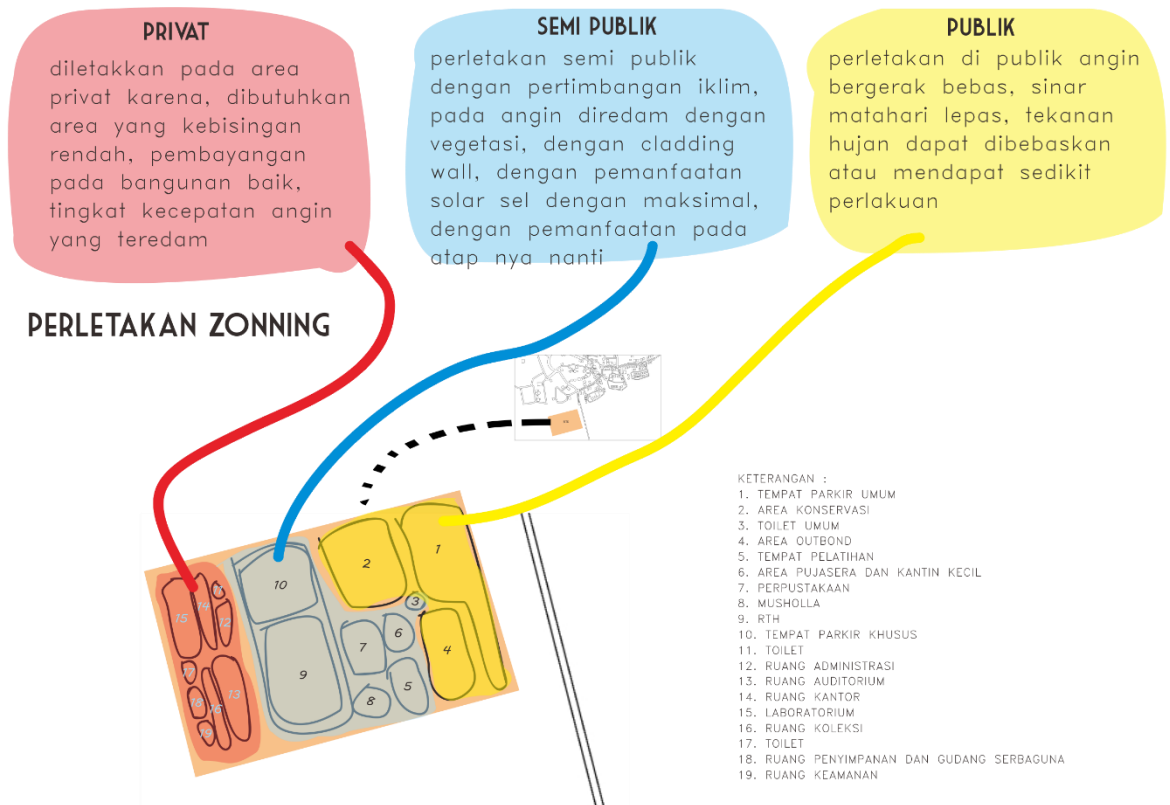 PRIVAT
diletakkan pada area
privat karena, dibutuhkan
area yang kebisingan
rendah, pembayangan
pada bangunan baik,
tingkat kecepatan angin
yang teredam
SEMI PUBLIK
perletakan semi publik
dengan pertimbangan iklim,
pada angin diredam dengan
vegetasi, dengan cladding
wall, dengan pemanfaatan
solar sel dengan maksimal,
dengan pemanfaatan pada
atap nya nanti
PUBLIK
perletakan di publik angin
bergerak bebas, sinar
matahari lepas, tekanan
hujan dapat dibebaskan
atau mendapat sedikit
perlakuan
PERLETAKAN ZONNING
1
2
3
4
5
6
7
8
9
10
11
12
13
14
15
16
17
18
19
KETERANGAN :
1. TEMPAT PARKIR UMUM
2. AREA KONSERVASI
3. TOILET UMUM
4. AREA OUTBOND
5. TEMPAT PELATIHAN
6. AREA PUJASERA DAN KANTIN KECIL
7. PERPUSTAKAAN
8. MUSHOLLA
9. RTH
10. TEMPAT PARKIR KHUSUS
11. TOILET
12. RUANG ADMINISTRASI
13. RUANG AUDITORIUM
14. RUANG KANTOR
15. LABORATORIUM
16. RUANG KOLEKSI
17. TOILET
18. RUANG PENYIMPANAN DAN GUDANG SERBAGUNA
19. RUANG KEAMANAN